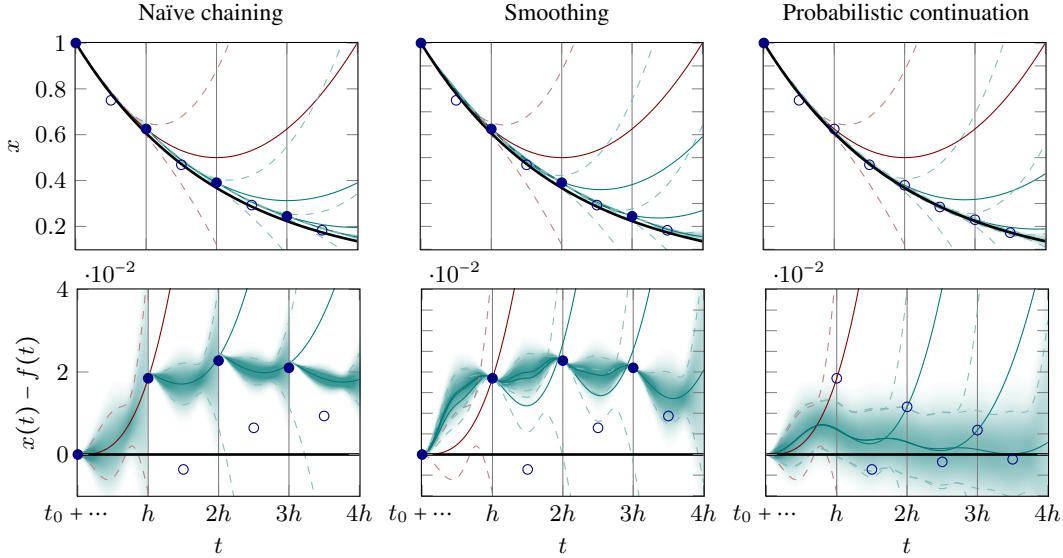 Naïve chaining
Smoothing
Probabilistic continuation
1
0.8
0.6
0.4
0.2
x
·10⁻²
·10⁻²
·10⁻²
4
2
0
x(t) − f(t)
t₀ + ··· h 2h 3h 4h
t₀ + ··· h 2h 3h 4h
t₀ + ··· h 2h 3h 4h
t
t
t